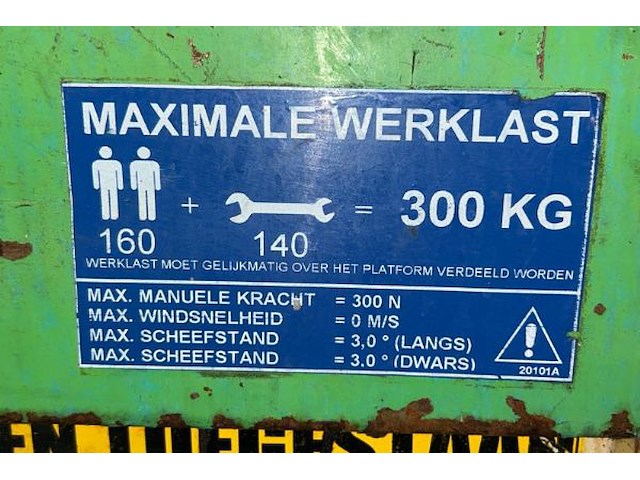 MAXIMALE WERKLAST
+ = 300 KG
160 140
WERKLAST MOET GELIJKMATIG OVER HET PLATFORM VERDEELD WORDEN
MAX. MANUELE KRACHT = 300 N
MAX. WINDSNELHEID = 0 M/S
MAX. SCHEEFSTAND = 3,0 ° (LANGS)
MAX. SCHEEFSTAND = 3.0 ° (DWARS)
!
20101A